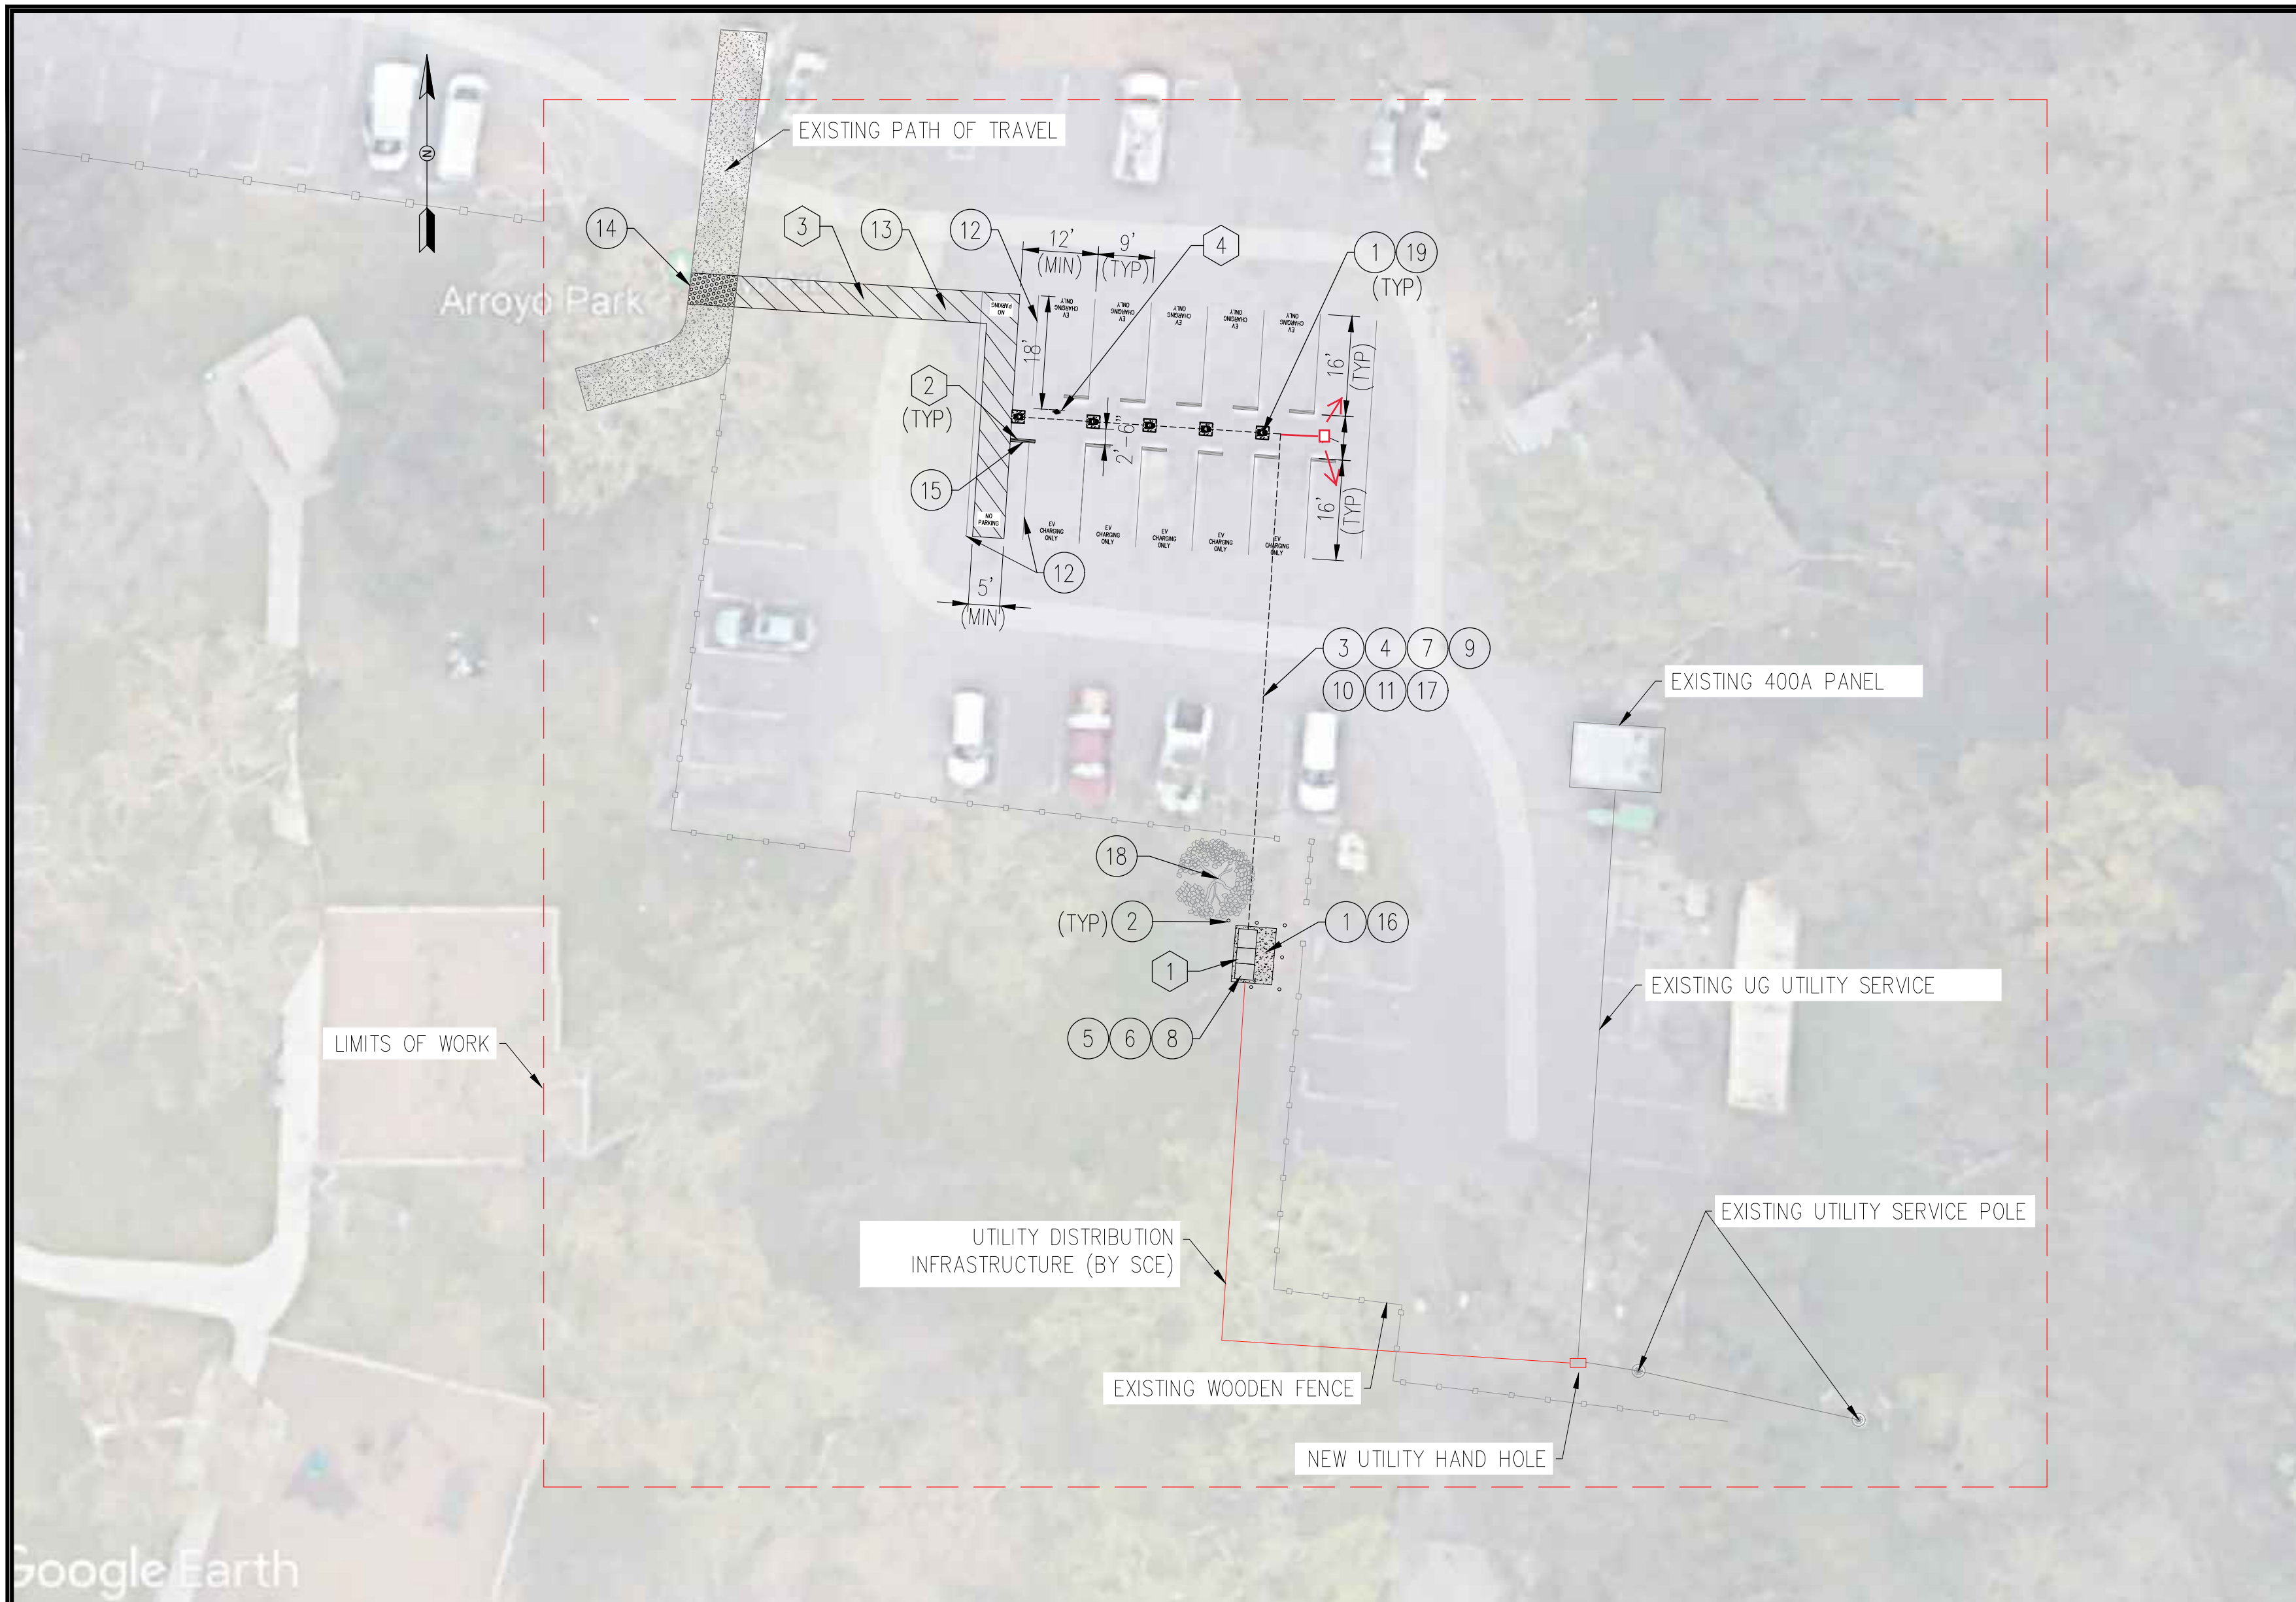 EXISTING PATH OF TRAVEL
N
14
3
13
12
12'
(MIN)
9'
(TYP)
4
1
19
(TYP)
Arroyo Park
NO
PARKING
EV
CHARGING
ONLY
EV
CHARGING
ONLY
EV
CHARGING
ONLY
EV
CHARGING
ONLY
EV
CHARGING
ONLY
18'
16'
(TYP)
2
(TYP)
2'-6"
15
16'
(TYP)
NO
PARKING
EV
CHARGING
ONLY
EV
CHARGING
ONLY
EV
CHARGING
ONLY
EV
CHARGING
ONLY
EV
CHARGING
ONLY
12
5'
(MIN)
3 4 7 9
10 11 17
EXISTING 400A PANEL
18
(TYP) 2
1 16
1
EXISTING UG UTILITY SERVICE
5 6 8
LIMITS OF WORK
EXISTING UTILITY SERVICE POLE
UTILITY DISTRIBUTION
INFRASTRUCTURE (BY SCE)
EXISTING WOODEN FENCE
NEW UTILITY HAND HOLE
Google Earth